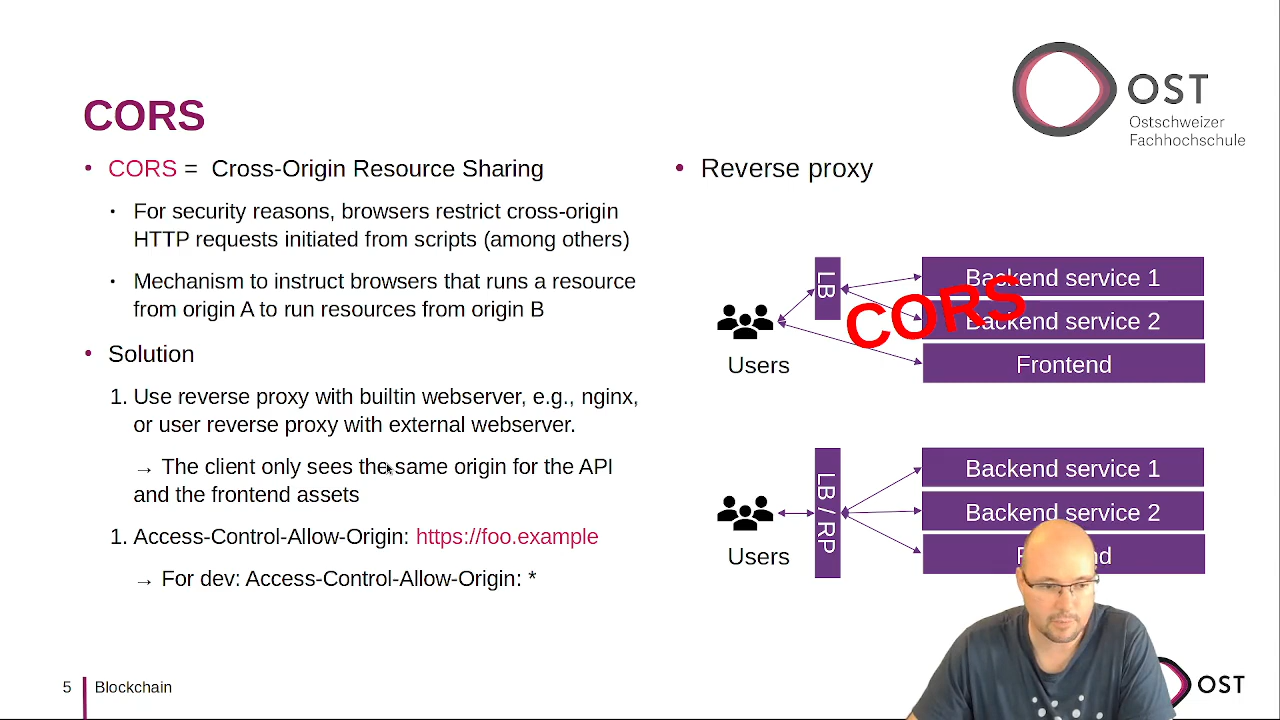 OST
Ostschweizer
Fachhochschule
CORS
• CORS = Cross-Origin Resource Sharing
• For security reasons, browsers restrict cross-origin
HTTP requests initiated from scripts (among others)
• Mechanism to instruct browsers that runs a resource
from origin A to run resources from origin B
• Solution
1. Use reverse proxy with builtin webserver, e.g., nginx,
or user reverse proxy with external webserver.
→ The client only sees the same origin for the API
and the frontend assets
1. Access-Control-Allow-Origin: https://foo.example
→ For dev: Access-Control-Allow-Origin: *
• Reverse proxy
LB
Backend service 1
Backend service 2
Frontend
CORS
Users
LB / RP
Backend service 1
Backend service 2
Users
5
Blockchain
OST